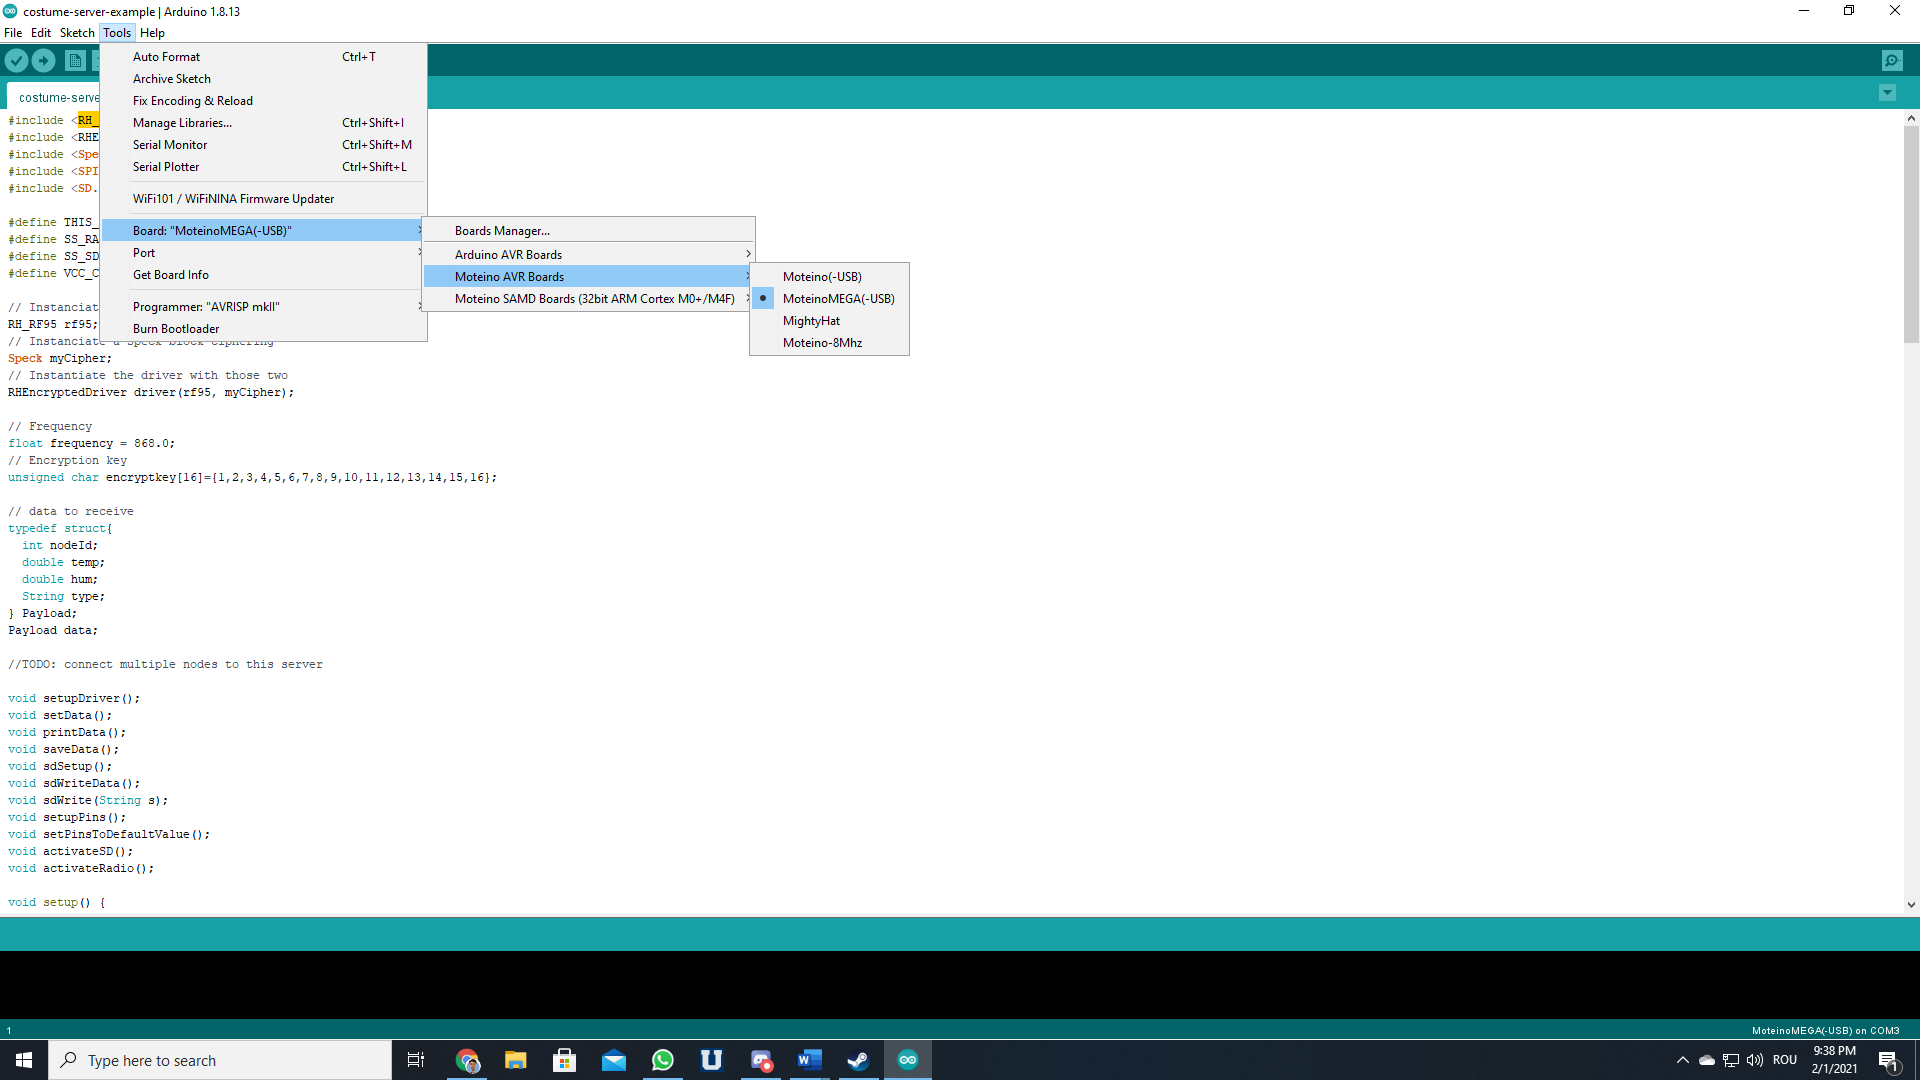 costume-server-example | Arduino 1.8.13
File Edit Sketch Tools Help
Auto Format Ctrl+T
Archive Sketch
Fix Encoding & Reload
Manage Libraries... Ctrl+Shift+I
Serial Monitor Ctrl+Shift+M
Serial Plotter Ctrl+Shift+L
WiFi101 / WiFiNINA Firmware Updater
Board: "MoteinoMEGA(-USB)"
Port
Get Board Info
Programmer: "AVRISP mkII"
Burn Bootloader
Boards Manager...
Arduino AVR Boards
Moteino AVR Boards
Moteino SAMD Boards (32bit ARM Cortex M0+/M4F)
Moteino(-USB)
MoteinoMEGA(-USB)
MightyHat
Moteino-8Mhz
costume-serve
#include <RH_
#include <RHE
#include <Spe
#include <SPI
#include <SD.
#define THIS_
#define SS_RA
#define SS_SD
#define VCC_C
// Instanciat
RH_RF95 rf95;
// Instanciate a Speck block ciphering
Speck myCipher;
// Instantiate the driver with those two
RHEncryptedDriver driver(rf95, myCipher);
// Frequency
float frequency = 868.0;
// Encryption key
unsigned char encryptkey[16]={1,2,3,4,5,6,7,8,9,10,11,12,13,14,15,16};
// data to receive
typedef struct{
int nodeId;
double temp;
double hum;
String type;
} Payload;
Payload data;
//TODO: connect multiple nodes to this server
void setupDriver();
void setData();
void printData();
void saveData();
void sdSetup();
void sdWriteData();
void sdWrite(String s);
void setupPins();
void setPinsToDefaultValue();
void activateSD();
void activateRadio();
void setup() {
1
MoteinoMEGA(-USB) on COM3
Type here to search
ROU
9:38 PM
2/1/2021
1